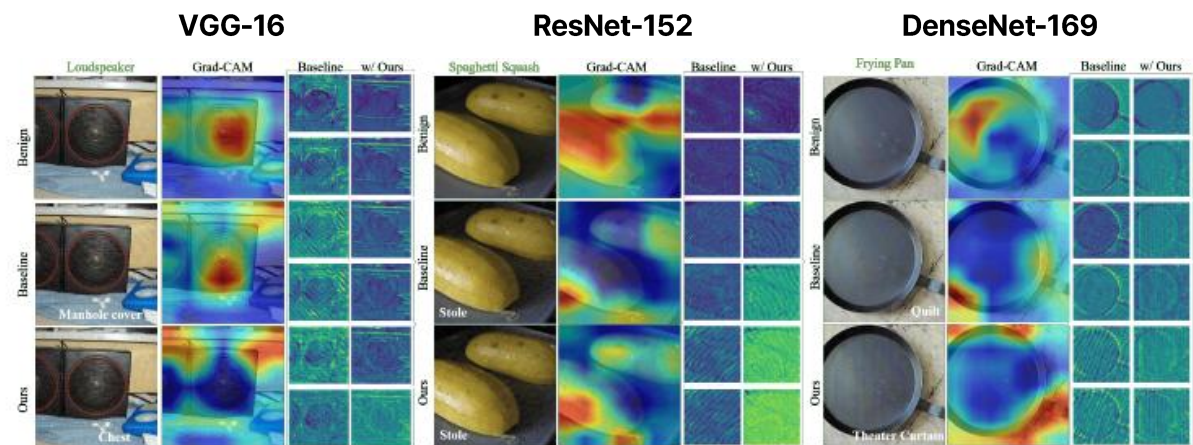 VGG-16
ResNet-152
DenseNet-169
Loudspeaker Grad-CAM Baseline w/ Ours
Spaghetti Squash Grad-CAM Baseline w/ Ours
Frying Pan Grad-CAM Baseline w/ Ours
Benign
Benign
Benign
Baseline
Manhole cover
Baseline
Stole
Baseline
Quilt
Ours
Chest
Ours
Stole
Ours
Theater Curtain